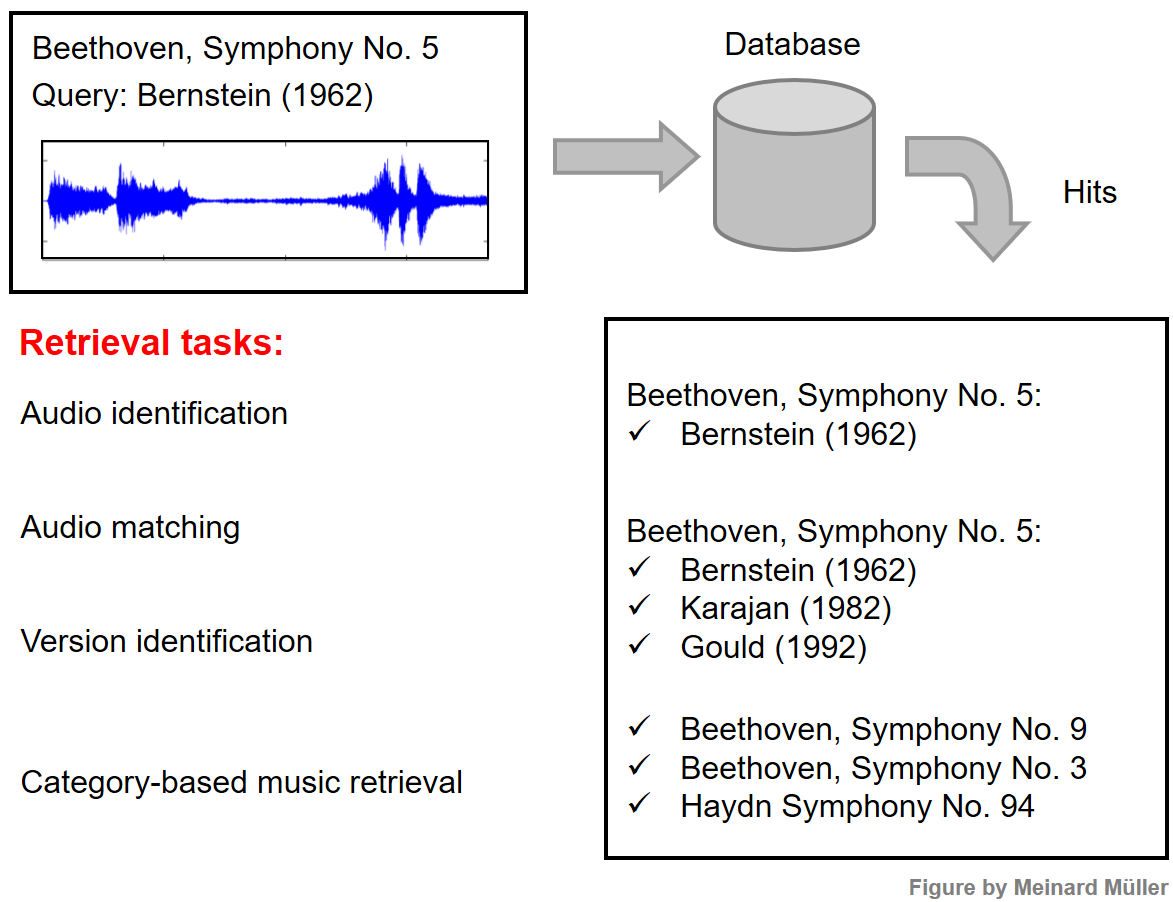 Beethoven, Symphony No. 5
Query: Bernstein (1962)
Database
Hits
Retrieval tasks:
Audio identification
Audio matching
Version identification
Category-based music retrieval
Beethoven, Symphony No. 5:
✓ Bernstein (1962)
Beethoven, Symphony No. 5:
✓ Bernstein (1962)
✓ Karajan (1982)
✓ Gould (1992)
✓ Beethoven, Symphony No. 9
✓ Beethoven, Symphony No. 3
✓ Haydn Symphony No. 94
Figure by Meinard Müller